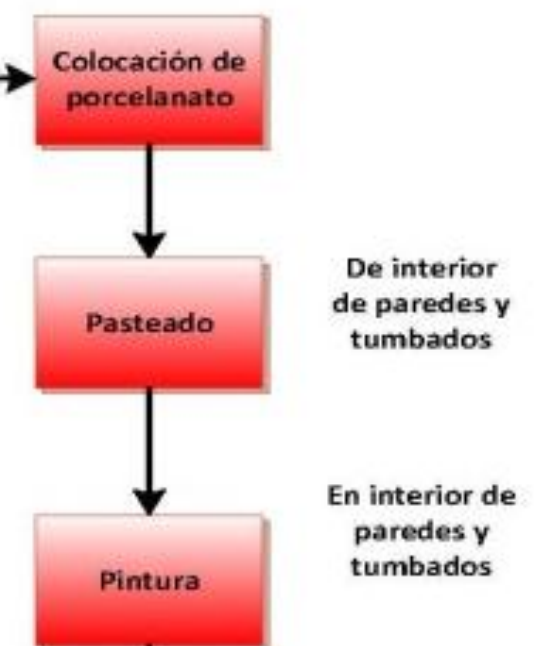 Colocación de
porcelanato
Pasteado
De interior
de paredes y
tumbados
Pintura
En interior de
paredes y
tumbados